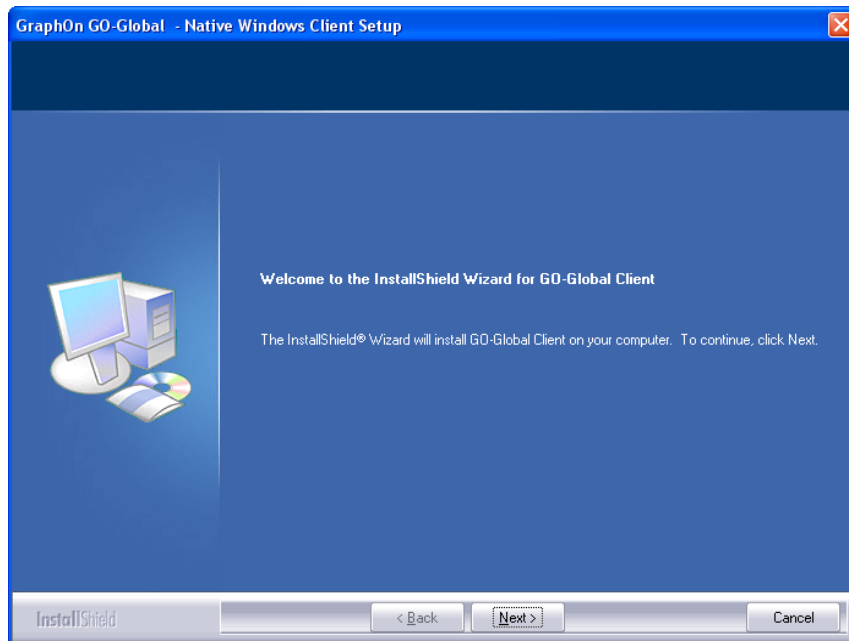 GraphOn GO-Global - Native Windows Client Setup
Welcome to the InstallShield Wizard for GO-Global Client
The InstallShield® Wizard will install GO-Global Client on your computer. To continue, click Next.
InstallShield
< Back
Next >
Cancel